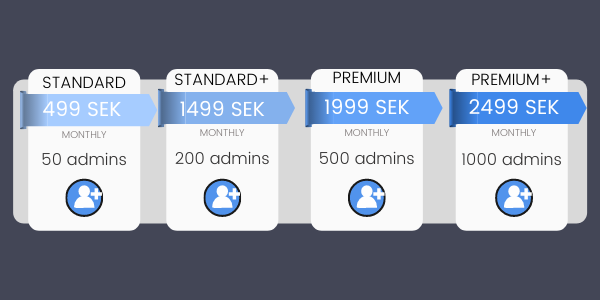 STANDARD
499 SEK
MONTHLY
50 admins
STANDARD+
1499 SEK
MONTHLY
200 admins
PREMIUM
1999 SEK
MONTHLY
500 admins
PREMIUM+
2499 SEK
MONTHLY
1000 admins